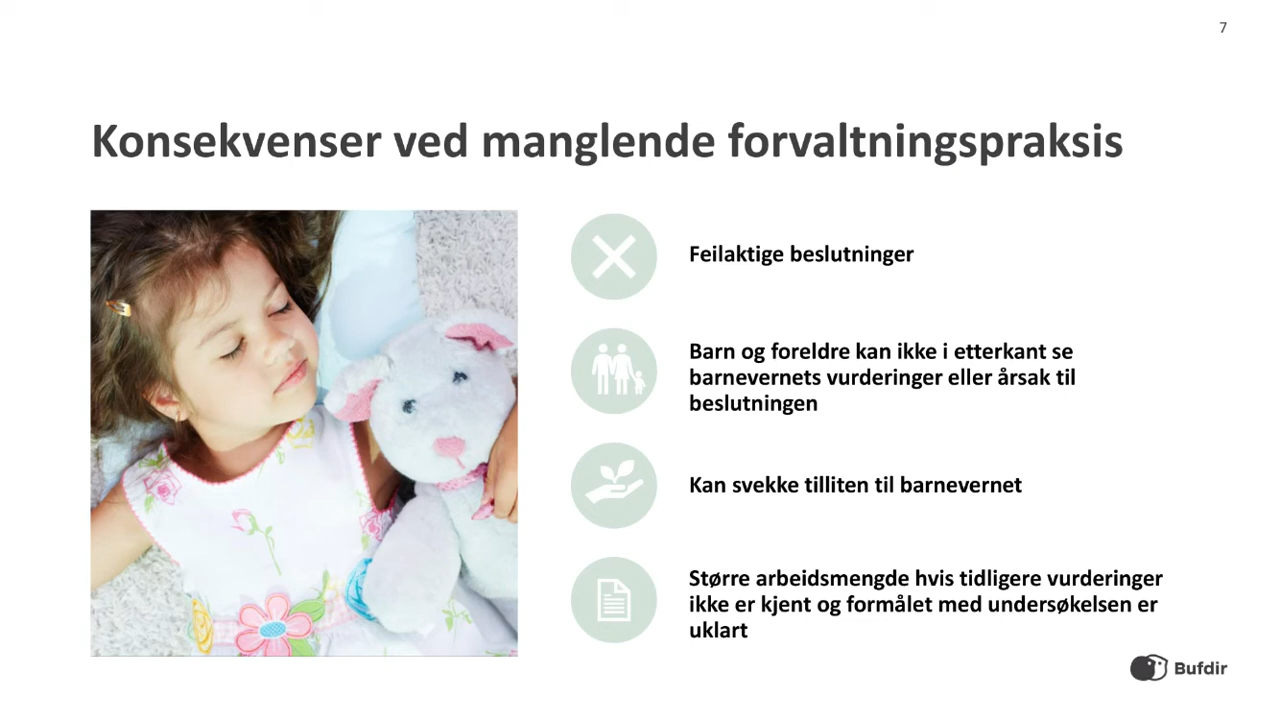 7
Konsekvenser ved manglende forvaltningspraksis
Feilaktige beslutninger
Barn og foreldre kan ikke i etterkant se
barnevernets vurderinger eller årsak til
beslutningen
Kan svekke tilliten til barnevernet
Større arbeidsmengde hvis tidligere vurderinger
ikke er kjent og formålet med undersøkelsen er
uklart
Bufdir